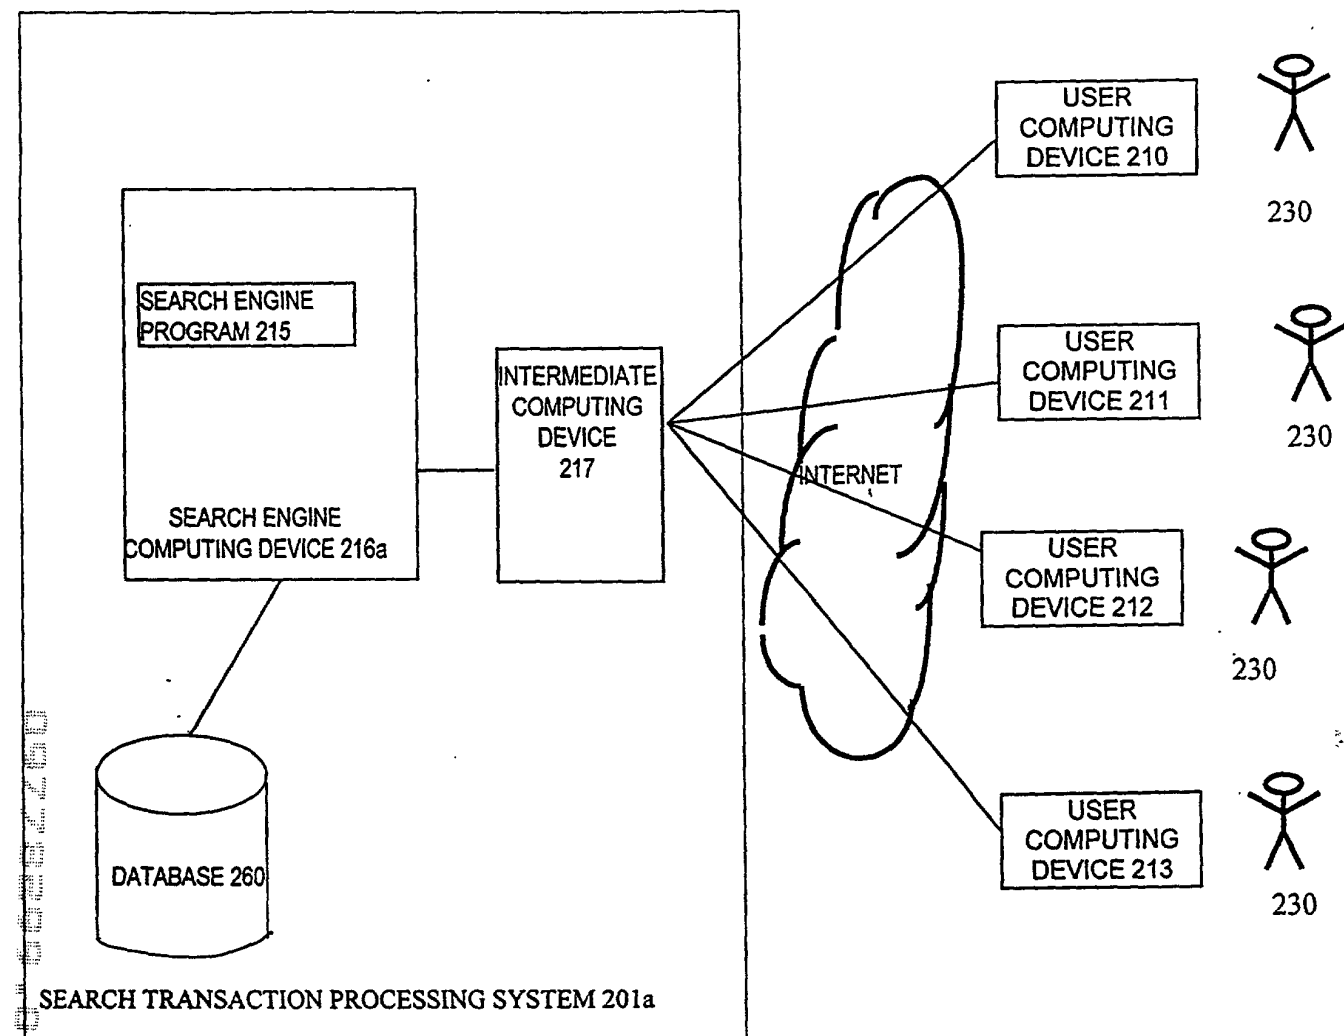 USER
COMPUTING
DEVICE 210
230
SEARCH ENGINE
PROGRAM 215
USER
COMPUTING
DEVICE 211
230
INTERMEDIATE
COMPUTING
DEVICE
217
INTERNET
SEARCH ENGINE
COMPUTING DEVICE 216a
USER
COMPUTING
DEVICE 212
230
DATABASE 260
USER
COMPUTING
DEVICE 213
230
SEARCH TRANSACTION PROCESSING SYSTEM 201a